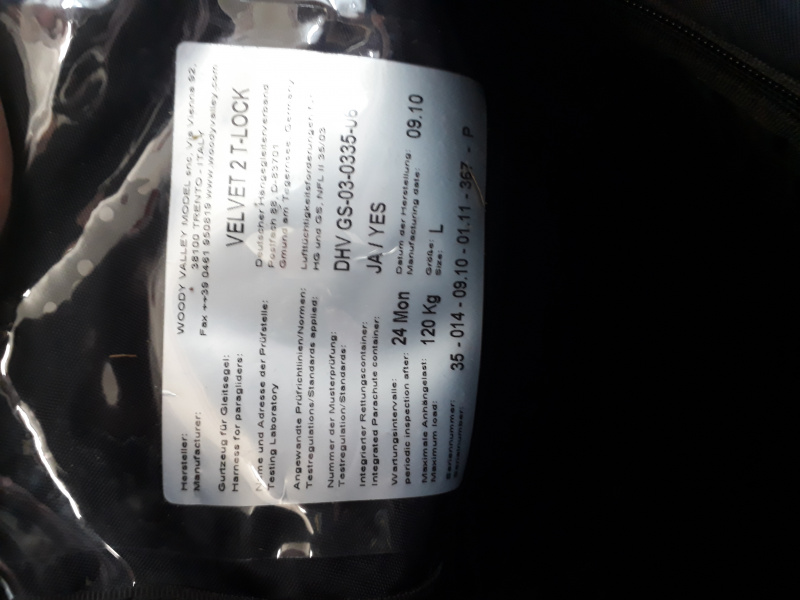 Hersteller: WOODY VALLEY MODEL snc, Via Vienna 92,
Manufacturer: 38100 TRENTO - ITALY
Fax ++39 0461 950819 www.woodyvalley.com
Gurtzeug für Gleitsegel: VELVET 2 T-LOCK
Harness for paragliders:
Name und Adresse der Prüfstelle: Deutscher Hängegleiterverband
Testing Laboratory Postfach 88, D-83701
Gmund am Tegernsee, Germany
Angewandte Prüfrichtlinien/Normen: Lufttüchtigkeitsforderungen für
Testregulations/Standards applied: HG und GS, NFL II 35/03
Nummer der Musterprüfung: DHV GS-03-0335-06
Testregulation/Standards:
Integrierter Rettungscontainer: JA / YES
Integrated Parachute container:
Wartungsintervalle: 24 Mon Datum der Herstellung: 09.10
periodic inspection after: Manufacturing date:
Maximale Anhängelast: 120 Kg Größe: L
Maximum load: Size:
Seriennummer: 35 - 014 - 09.10 - 01.11 - 367 - P
Serialnumber: